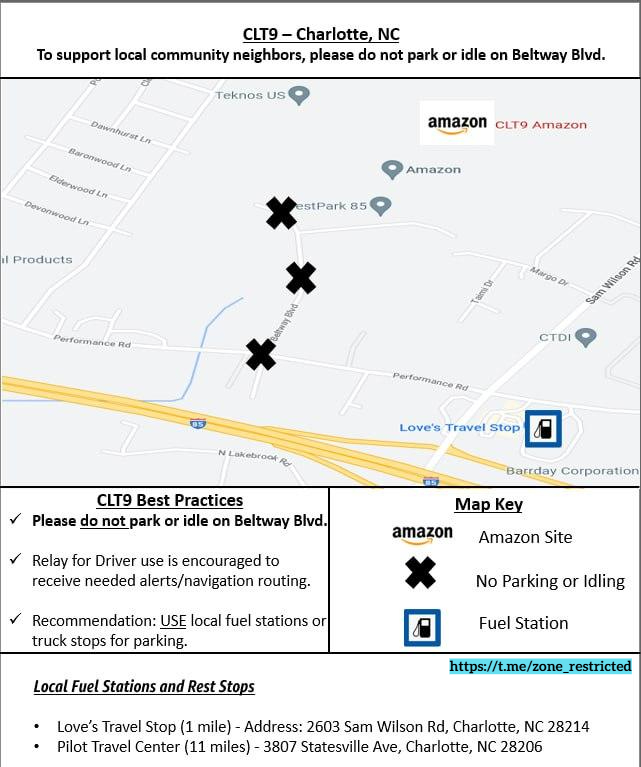 CLT9 – Charlotte, NC
To support local community neighbors, please do not park or idle on Beltway Blvd.
Teknos US
amazon
CLT9 Amazon
Dawnhurst Ln
Baronwood Ln
Amazon
Elderwood Ln
estPark 85
Devonwood Ln
al Products
Margo Dr
Sam Wilson Rd
Taimi Dr
Beltway Blvd
CTDI
Performance Rd
Performance Rd
85
Love's Travel Stop
N Lakebrook Rd
Barrday Corporation
85
CLT9 Best Practices
✓ Please do not park or idle on Beltway Blvd.
✓ Relay for Driver use is encouraged to
receive needed alerts/navigation routing.
✓ Recommendation: USE local fuel stations or
truck stops for parking.
Map Key
amazon Amazon Site
No Parking or Idling
Fuel Station
https://t.me/zone_restricted
Local Fuel Stations and Rest Stops
• Love's Travel Stop (1 mile) - Address: 2603 Sam Wilson Rd, Charlotte, NC 28214
• Pilot Travel Center (11 miles) - 3807 Statesville Ave, Charlotte, NC 28206